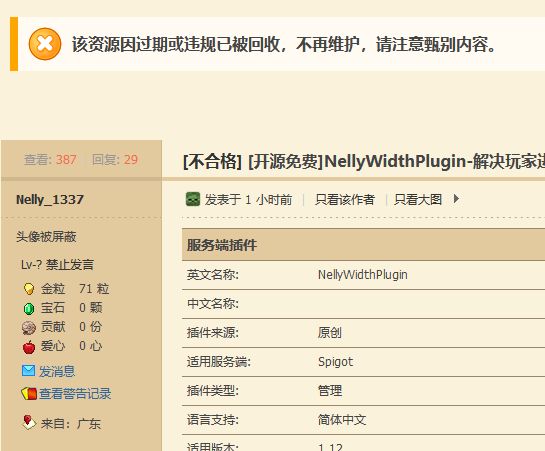 该资源因过期或违规已被回收，不再维护，请注意甄别内容。
查看: 387 回复: 29
[不合格] [开源免费]NellyWidthPlugin-解决玩家
Nelly_1337
发表于 1 小时前 | 只看该作者 | 只看大图
头像被屏蔽
Lv-? 禁止发言
金粒 71 粒
宝石 0 颗
贡献 0 份
爱心 0 心
发消息
查看警告记录
来自: 广东
服务端插件
英文名称: NellyWidthPlugin
中文名称:
插件来源: 原创
适用服务端: Spigot
插件类型: 管理
语言支持: 简体中文
适用版本: 1.12